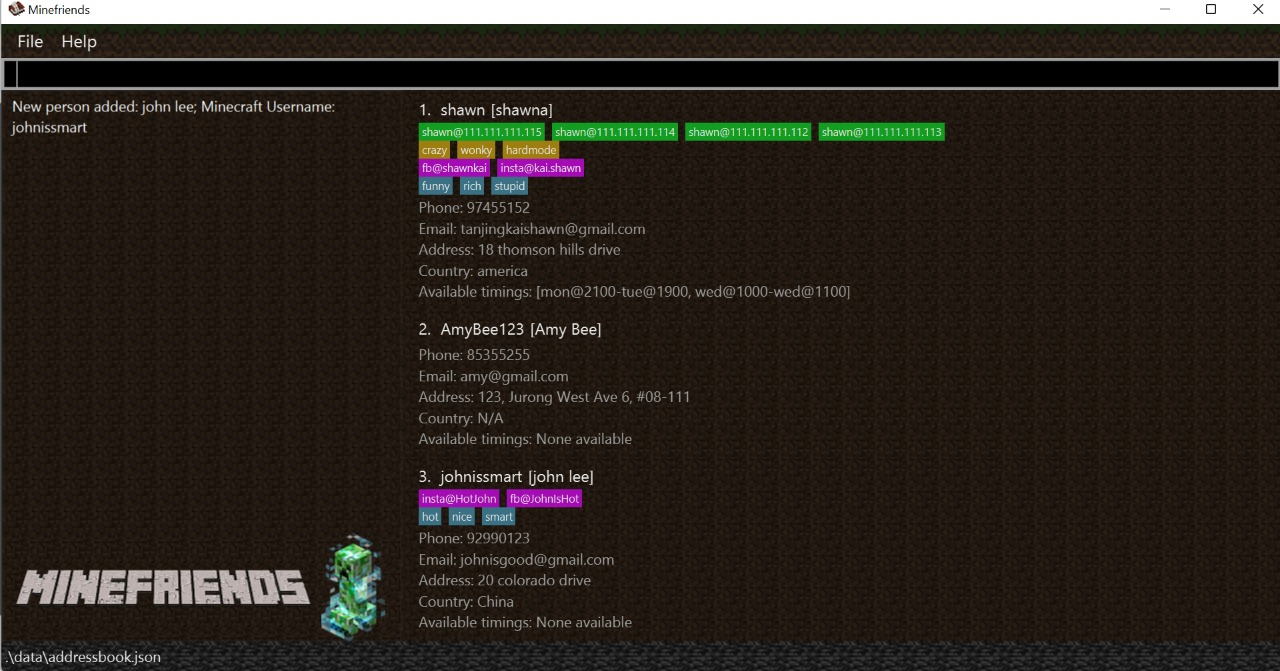 Minefriends
File Help
New person added: john lee; Minecraft Username:
johnissmart
1. shawn [shawna]
shawn@111.111.111.115 shawn@111.111.111.114 shawn@111.111.111.112 shawn@111.111.111.113
crazy wonky hardmode
fb@shawnkai insta@kai.shawn
funny rich stupid
Phone: 97455152
Email: tanjingkaishawn@gmail.com
Address: 18 thomson hills drive
Country: america
Available timings: [mon@2100-tue@1900, wed@1000-wed@1100]
2. AmyBee123 [Amy Bee]
Phone: 85355255
Email: amy@gmail.com
Address: 123, Jurong West Ave 6, #08-111
Country: N/A
Available timings: None available
3. johnissmart [john lee]
insta@HotJohn fb@JohnIsHot
hot nice smart
Phone: 92990123
Email: johnisgood@gmail.com
Address: 20 colorado drive
Country: China
Available timings: None available
MINEFRIENDS
.\data\addressbook.json